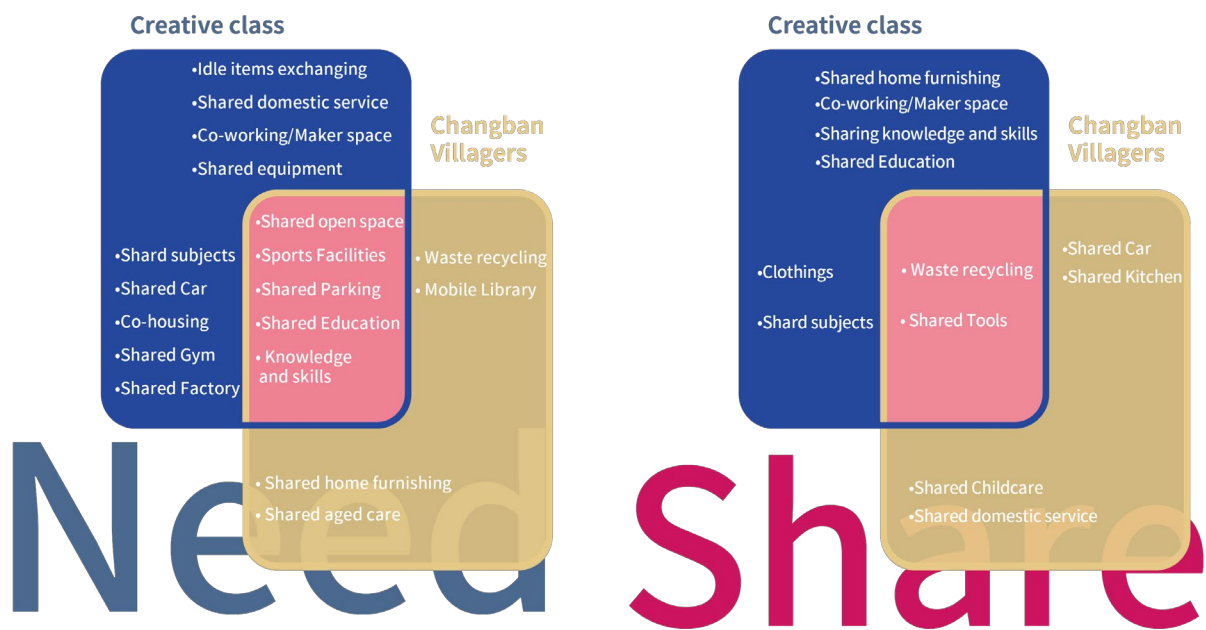 Creative class
•Idle items exchanging
•Shared domestic service
•Co-working/Maker space
•Shared equipment
Changban
Villagers
•Shared open space
•Shard subjects
•Sports Facilities
• Waste recycling
•Shared Car
•Shared Parking
• Mobile Library
•Co-housing
•Shared Education
•Shared Gym
• Knowledge
and skills
•Shared Factory
• Shared home furnishing
• Shared aged care
Need
Creative class
•Shared home furnishing
•Co-working/Maker space
•Sharing knowledge and skills
•Shared Education
Changban
Villagers
•Shared Car
•Shared Kitchen
•Clothings
• Waste recycling
•Shard subjects
• Shared Tools
•Shared Childcare
•Shared domestic service
Share